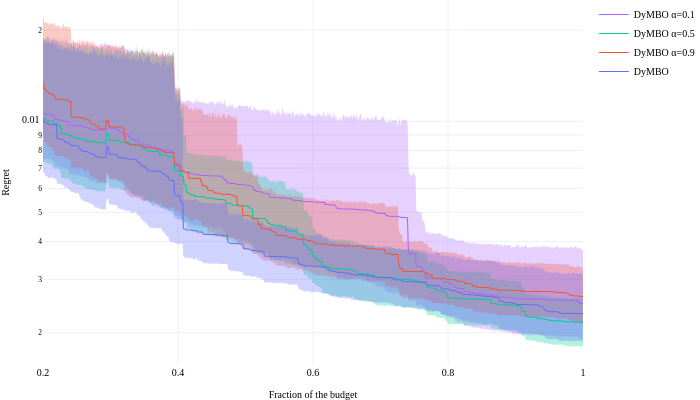 DyMBO α=0.1
DyMBO α=0.5
DyMBO α=0.9
DyMBO
2
0.01
9
8
7
6
5
4
3
2
Regret
0.2
0.4
0.6
0.8
1
Fraction of the budget